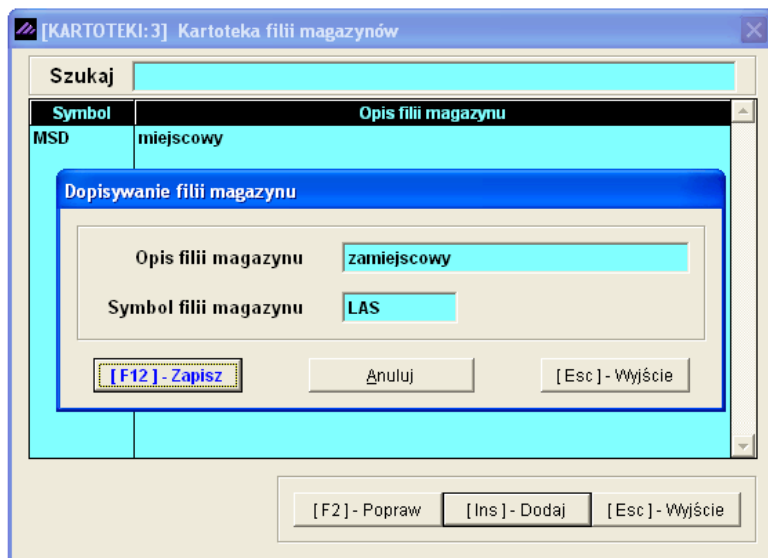 [KARTOTEKI:3] Kartoteka filii magazynów
Szukaj
Symbol Opis filii magazynu
MSD miejscowy
Dopisywanie filii magazynu
Opis filii magazynu zamiejscowy
Symbol filii magazynu LAS
[ F12 ] - Zapisz Anuluj [ Esc ] - Wyjście
[ F2 ] - Popraw [ Ins ] - Dodaj [ Esc ] - Wyjście